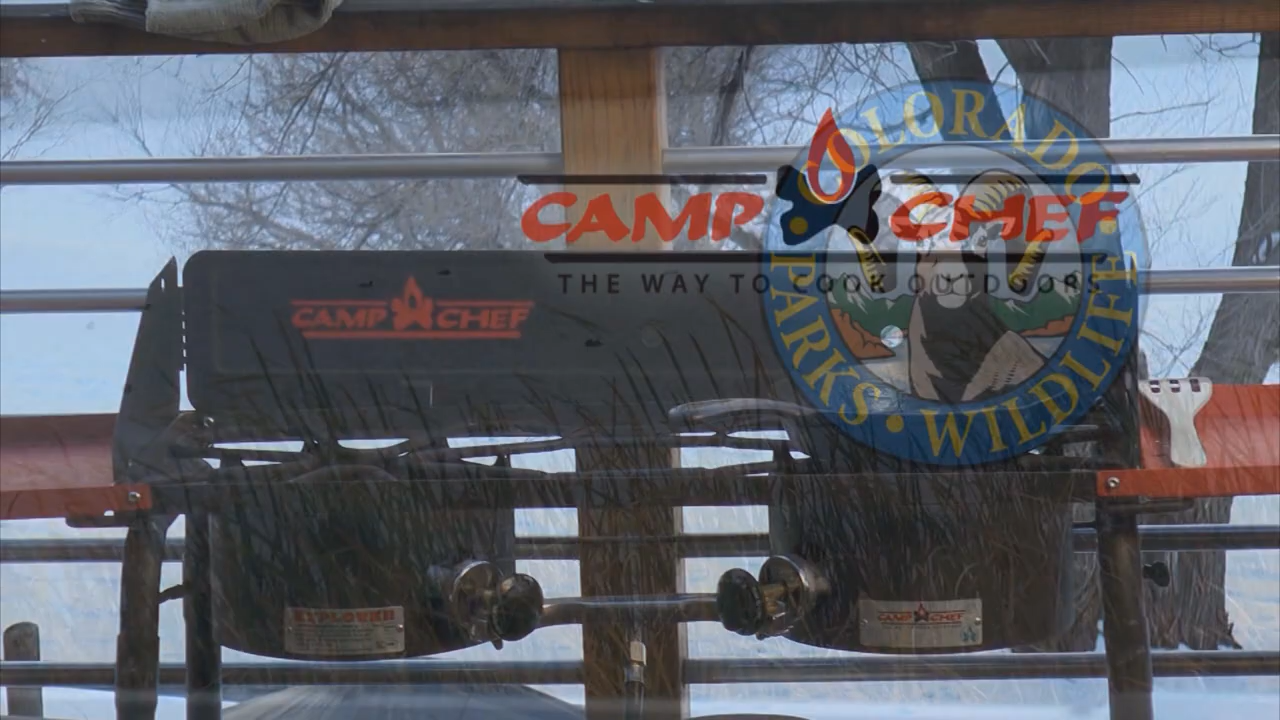 COLORADO
CAMP CHEF
THE WAY TO COOK OUTDOORS
PARKS • WILDLIFE
CAMP CHEF
EXPLORER
CAMP CHEF